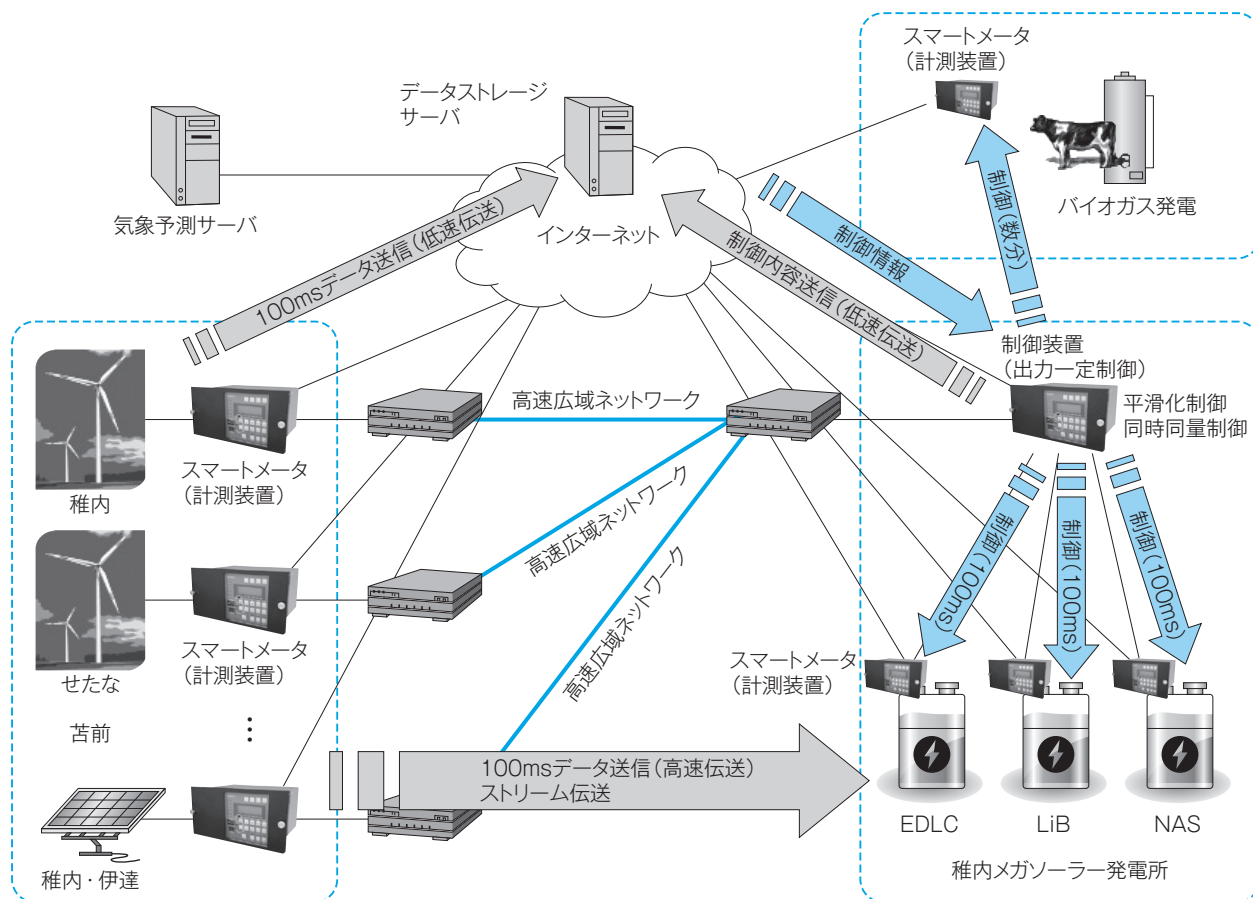 スマートメータ
(計測装置)
データストレージ
サーバ
気象予測サーバ
インターネット
バイオガス発電
制御(数分)
100msデータ送信(低速伝送)
制御情報
制御内容送信(低速伝送)
制御装置
(出力一定制御)
平滑化制御
同時同量制御
高速広域ネットワーク
スマートメータ
(計測装置)
稚内
高速広域ネットワーク
制御(100ms)
制御(100ms)
制御(100ms)
高速広域ネットワーク
スマートメータ
(計測装置)
せたな
スマートメータ
(計測装置)
苫前
⋮
100msデータ送信(高速伝送)
ストリーム伝送
EDLC
LiB
NAS
稚内・伊達
稚内メガソーラー発電所